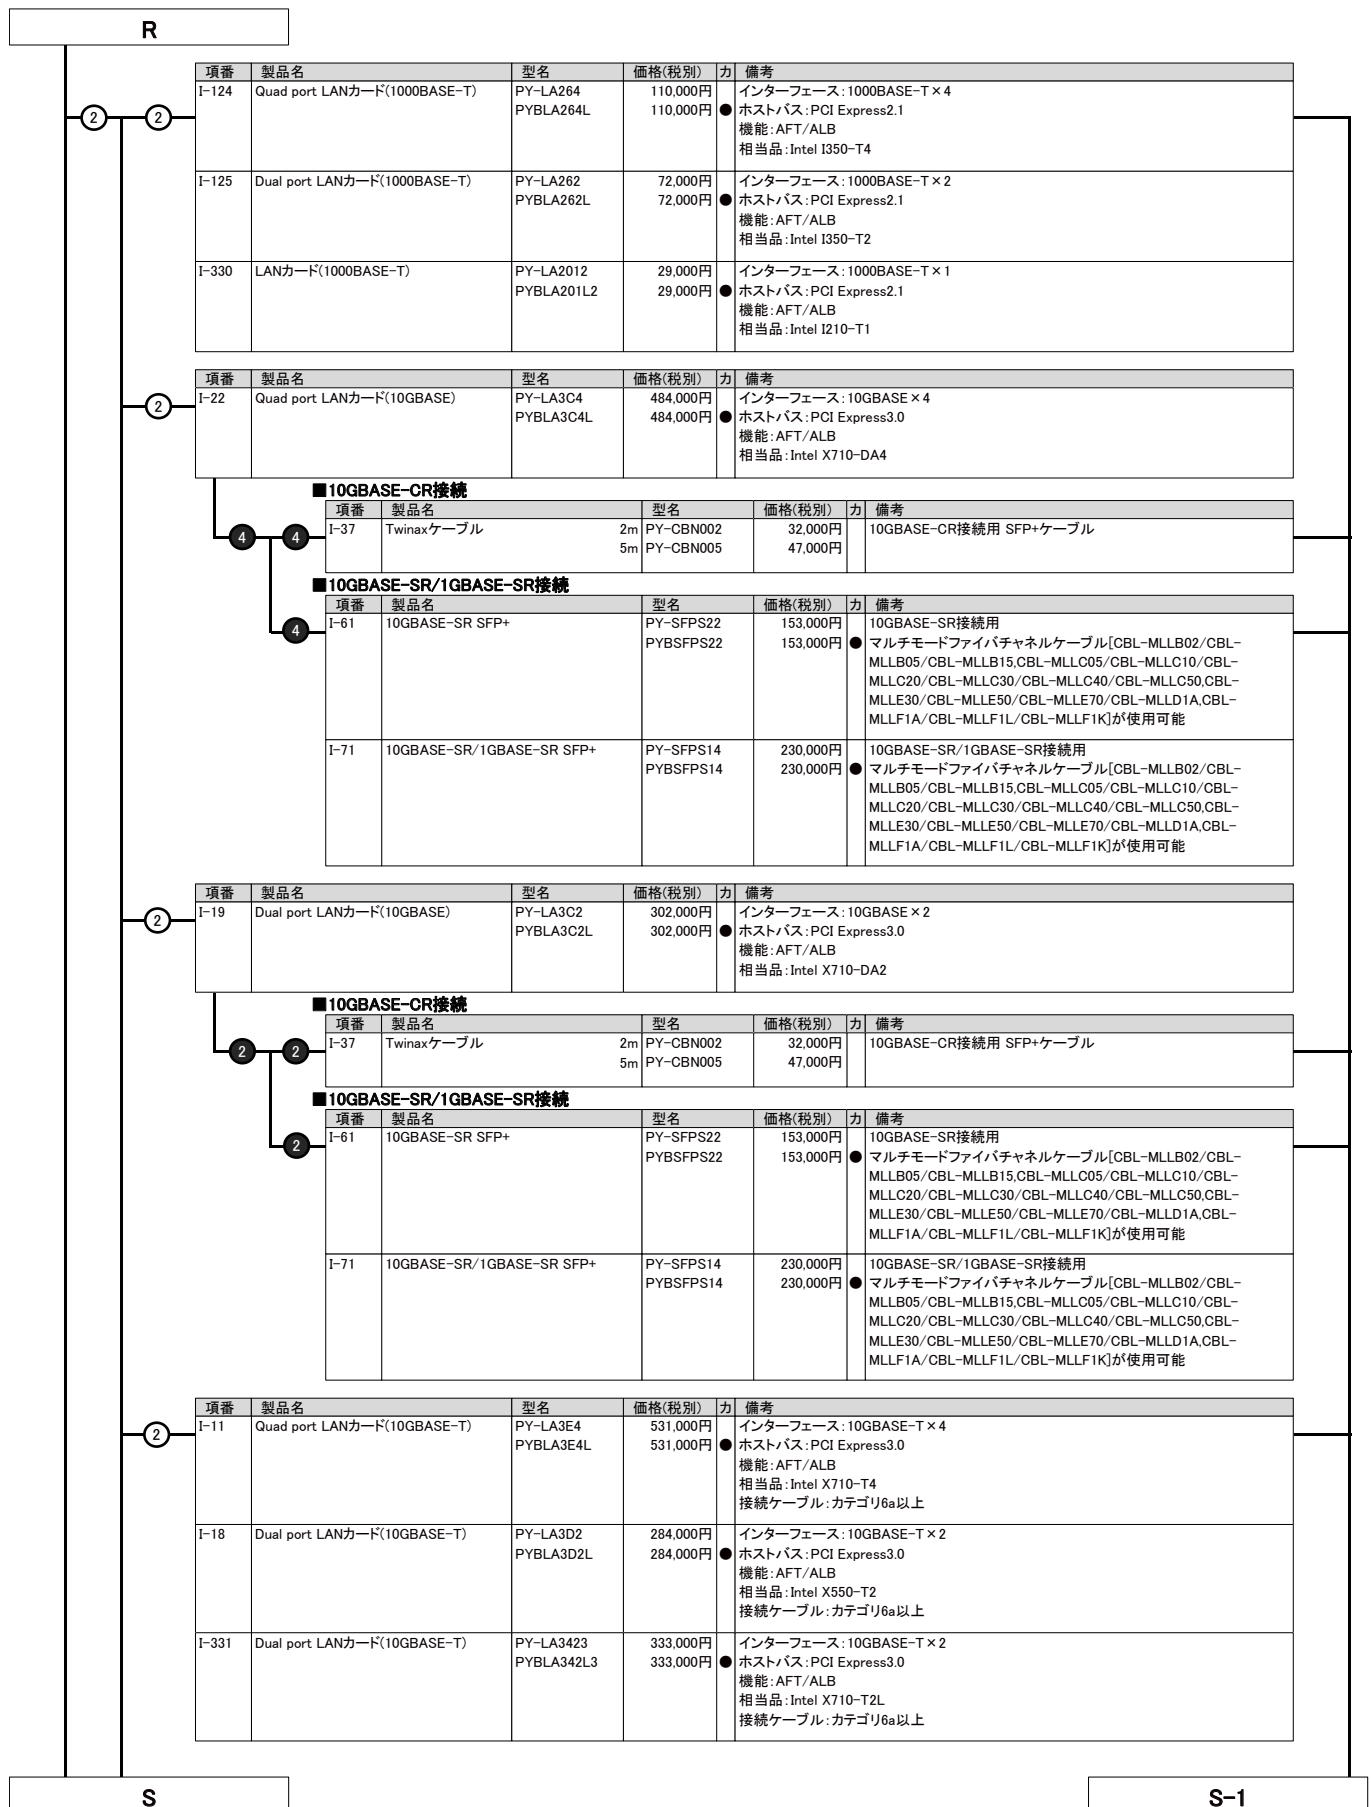 R
項番 製品名 型名 価格(税別) カ 備考
② ② I-124 Quad port LANカード(1000BASE-T) PY-LA264 110,000円 インターフェース:1000BASE-T×4
PYBLA264L 110,000円 ● ホストバス:PCI Express2.1
機能:AFT/ALB
相当品:Intel I350-T4
I-125 Dual port LANカード(1000BASE-T) PY-LA262 72,000円 インターフェース:1000BASE-T×2
PYBLA262L 72,000円 ● ホストバス:PCI Express2.1
機能:AFT/ALB
相当品:Intel I350-T2
I-330 LANカード(1000BASE-T) PY-LA2012 29,000円 インターフェース:1000BASE-T×1
PYBLA201L2 29,000円 ● ホストバス:PCI Express2.1
機能:AFT/ALB
相当品:Intel I210-T1
項番 製品名 型名 価格(税別) カ 備考
② I-22 Quad port LANカード(10GBASE) PY-LA3C4 484,000円 インターフェース:10GBASE×4
PYBLA3C4L 484,000円 ● ホストバス:PCI Express3.0
機能:AFT/ALB
相当品:Intel X710-DA4
■10GBASE-CR接続
項番 製品名 型名 価格(税別) カ 備考
❹ ❹ I-37 Twinaxケーブル 2m PY-CBN002 32,000円 10GBASE-CR接続用 SFP+ケーブル
5m PY-CBN005 47,000円
■10GBASE-SR/1GBASE-SR接続
項番 製品名 型名 価格(税別) カ 備考
❹ I-61 10GBASE-SR SFP+ PY-SFPS22 153,000円 10GBASE-SR接続用
PYBSFPS22 153,000円 ● マルチモードファイバチャネルケーブル[CBL-MLLB02/CBL-
MLLB05/CBL-MLLB15,CBL-MLLC05/CBL-MLLC10/CBL-
MLLC20/CBL-MLLC30/CBL-MLLC40/CBL-MLLC50,CBL-
MLLE30/CBL-MLLE50/CBL-MLLE70/CBL-MLLD1A,CBL-
MLLF1A/CBL-MLLF1L/CBL-MLLF1K]が使用可能
I-71 10GBASE-SR/1GBASE-SR SFP+ PY-SFPS14 230,000円 10GBASE-SR/1GBASE-SR接続用
PYBSFPS14 230,000円 ● マルチモードファイバチャネルケーブル[CBL-MLLB02/CBL-
MLLB05/CBL-MLLB15,CBL-MLLC05/CBL-MLLC10/CBL-
MLLC20/CBL-MLLC30/CBL-MLLC40/CBL-MLLC50,CBL-
MLLE30/CBL-MLLE50/CBL-MLLE70/CBL-MLLD1A,CBL-
MLLF1A/CBL-MLLF1L/CBL-MLLF1K]が使用可能
項番 製品名 型名 価格(税別) カ 備考
② I-19 Dual port LANカード(10GBASE) PY-LA3C2 302,000円 インターフェース:10GBASE×2
PYBLA3C2L 302,000円 ● ホストバス:PCI Express3.0
機能:AFT/ALB
相当品:Intel X710-DA2
■10GBASE-CR接続
項番 製品名 型名 価格(税別) カ 備考
❷ ❷ I-37 Twinaxケーブル 2m PY-CBN002 32,000円 10GBASE-CR接続用 SFP+ケーブル
5m PY-CBN005 47,000円
■10GBASE-SR/1GBASE-SR接続
項番 製品名 型名 価格(税別) カ 備考
❷ I-61 10GBASE-SR SFP+ PY-SFPS22 153,000円 10GBASE-SR接続用
PYBSFPS22 153,000円 ● マルチモードファイバチャネルケーブル[CBL-MLLB02/CBL-
MLLB05/CBL-MLLB15,CBL-MLLC05/CBL-MLLC10/CBL-
MLLC20/CBL-MLLC30/CBL-MLLC40/CBL-MLLC50,CBL-
MLLE30/CBL-MLLE50/CBL-MLLE70/CBL-MLLD1A,CBL-
MLLF1A/CBL-MLLF1L/CBL-MLLF1K]が使用可能
I-71 10GBASE-SR/1GBASE-SR SFP+ PY-SFPS14 230,000円 10GBASE-SR/1GBASE-SR接続用
PYBSFPS14 230,000円 ● マルチモードファイバチャネルケーブル[CBL-MLLB02/CBL-
MLLB05/CBL-MLLB15,CBL-MLLC05/CBL-MLLC10/CBL-
MLLC20/CBL-MLLC30/CBL-MLLC40/CBL-MLLC50,CBL-
MLLE30/CBL-MLLE50/CBL-MLLE70/CBL-MLLD1A,CBL-
MLLF1A/CBL-MLLF1L/CBL-MLLF1K]が使用可能
項番 製品名 型名 価格(税別) カ 備考
② I-11 Quad port LANカード(10GBASE-T) PY-LA3E4 531,000円 インターフェース:10GBASE-T×4
PYBLA3E4L 531,000円 ● ホストバス:PCI Express3.0
機能:AFT/ALB
相当品:Intel X710-T4
接続ケーブル:カテゴリ6a以上
I-18 Dual port LANカード(10GBASE-T) PY-LA3D2 284,000円 インターフェース:10GBASE-T×2
PYBLA3D2L 284,000円 ● ホストバス:PCI Express3.0
機能:AFT/ALB
相当品:Intel X550-T2
接続ケーブル:カテゴリ6a以上
I-331 Dual port LANカード(10GBASE-T) PY-LA3423 333,000円 インターフェース:10GBASE-T×2
PYBLA342L3 333,000円 ● ホストバス:PCI Express3.0
機能:AFT/ALB
相当品:Intel X710-T2L
接続ケーブル:カテゴリ6a以上
S S-1